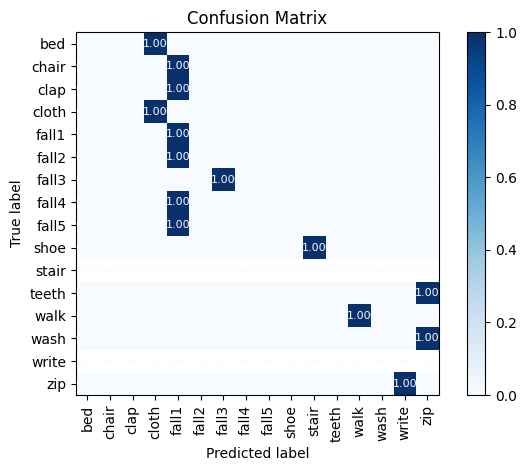 Confusion Matrix
True label
bed 1.00
chair 1.00
clap 1.00
cloth 1.00
fall1 1.00
fall2 1.00
fall3 1.00
fall4 1.00
fall5 1.00
shoe 1.00
stair
teeth 1.00
walk 1.00
wash 1.00
write
zip 1.00
bed chair clap cloth fall1 fall2 fall3 fall4 fall5 shoe stair teeth walk wash write zip
Predicted label
1.0
0.8
0.6
0.4
0.2
0.0